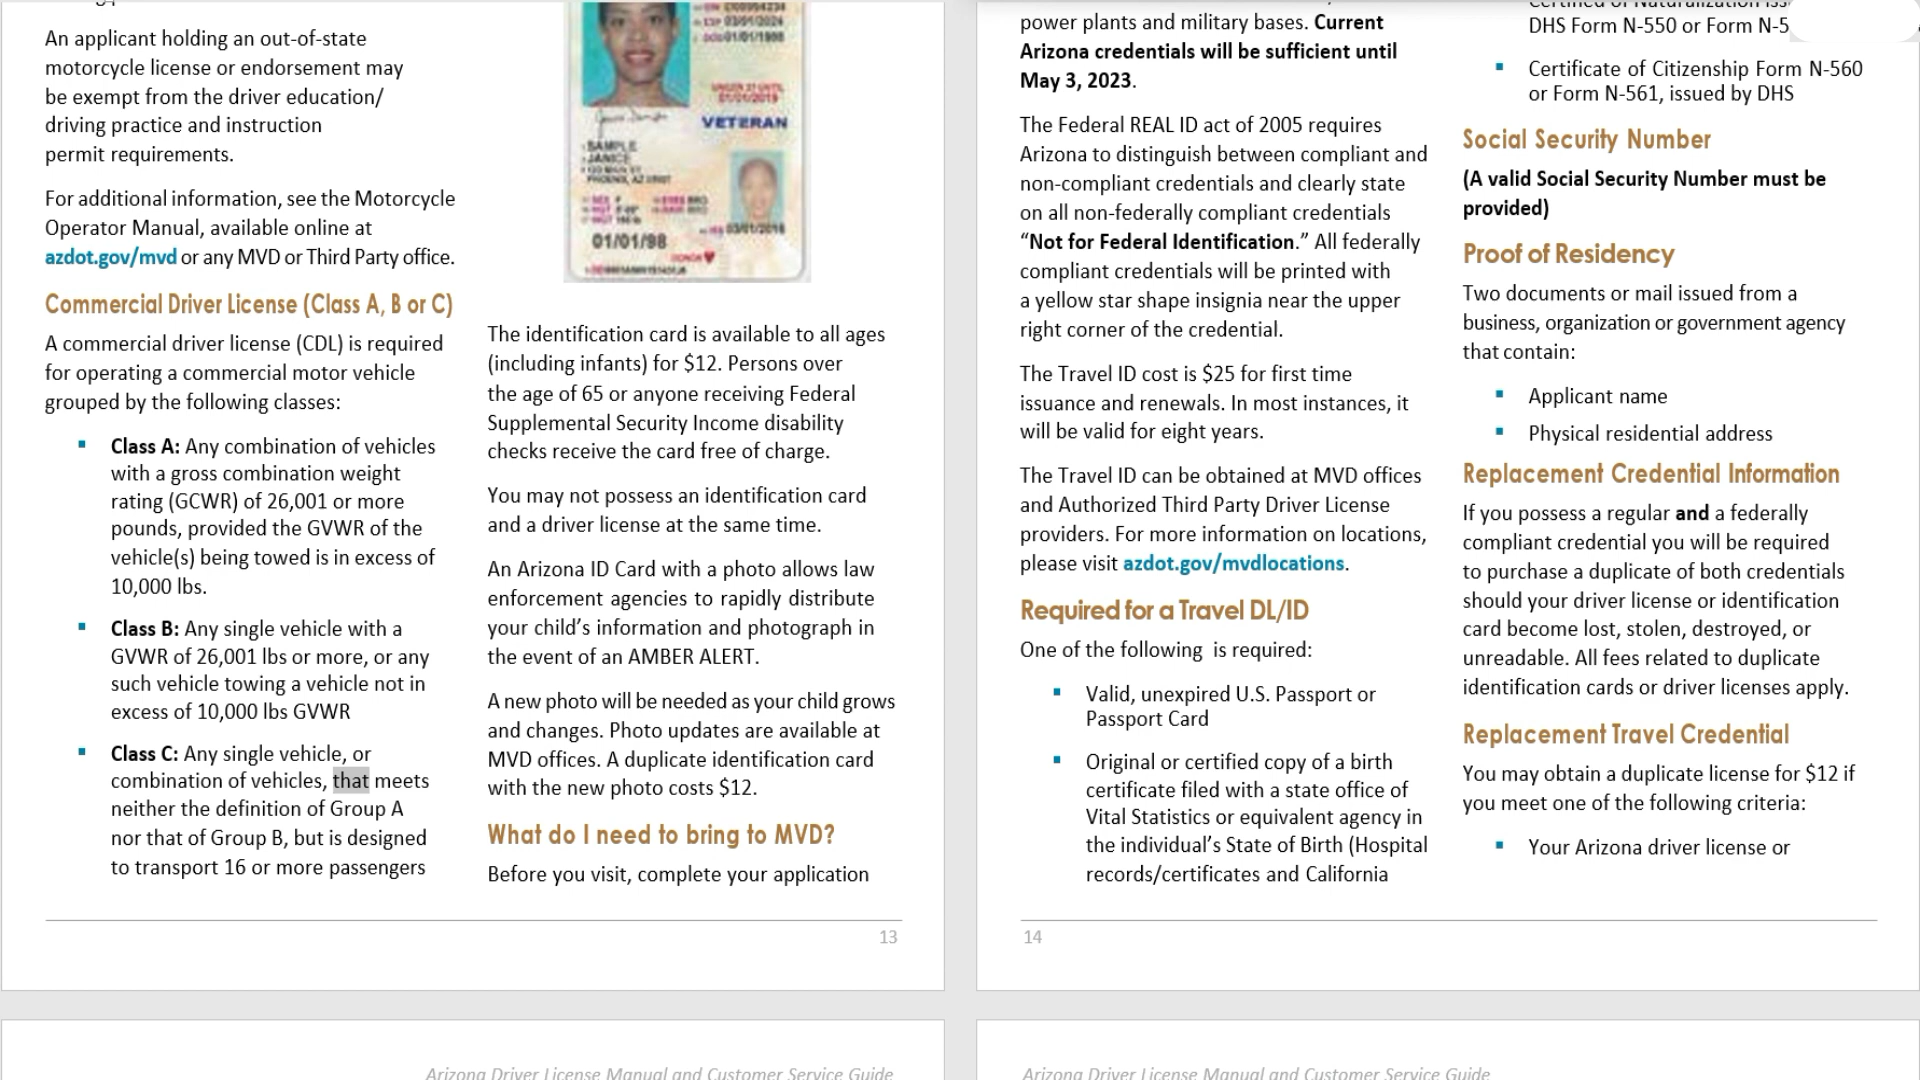 An applicant holding an out-of-state
motorcycle license or endorsement may
be exempt from the driver education/
driving practice and instruction
permit requirements.
For additional information, see the Motorcycle
Operator Manual, available online at
azdot.gov/mvd or any MVD or Third Party office.
Commercial Driver License (Class A, B or C)
A commercial driver license (CDL) is required
for operating a commercial motor vehicle
grouped by the following classes:
Class A: Any combination of vehicles
with a gross combination weight
rating (GCWR) of 26,001 or more
pounds, provided the GVWR of the
vehicle(s) being towed is in excess of
10,000 lbs.
Class B: Any single vehicle with a
GVWR of 26,001 lbs or more, or any
such vehicle towing a vehicle not in
excess of 10,000 lbs GVWR
Class C: Any single vehicle, or
combination of vehicles, that meets
neither the definition of Group A
nor that of Group B, but is designed
to transport 16 or more passengers
VETERAN
SAMPLE
JANICE
PHOENIX, AZ
01/01/98
DONOR
The identification card is available to all ages
(including infants) for $12. Persons over
the age of 65 or anyone receiving Federal
Supplemental Security Income disability
checks receive the card free of charge.
You may not possess an identification card
and a driver license at the same time.
An Arizona ID Card with a photo allows law
enforcement agencies to rapidly distribute
your child’s information and photograph in
the event of an AMBER ALERT.
A new photo will be needed as your child grows
and changes. Photo updates are available at
MVD offices. A duplicate identification card
with the new photo costs $12.
What do I need to bring to MVD?
Before you visit, complete your application
13
power plants and military bases. Current
Arizona credentials will be sufficient until
May 3, 2023.
The Federal REAL ID act of 2005 requires
Arizona to distinguish between compliant and
non-compliant credentials and clearly state
on all non-federally compliant credentials
“Not for Federal Identification.” All federally
compliant credentials will be printed with
a yellow star shape insignia near the upper
right corner of the credential.
The Travel ID cost is $25 for first time
issuance and renewals. In most instances, it
will be valid for eight years.
The Travel ID can be obtained at MVD offices
and Authorized Third Party Driver License
providers. For more information on locations,
please visit azdot.gov/mvdlocations.
Required for a Travel DL/ID
One of the following is required:
Valid, unexpired U.S. Passport or
Passport Card
Original or certified copy of a birth
certificate filed with a state office of
Vital Statistics or equivalent agency in
the individual’s State of Birth (Hospital
records/certificates and California
DHS Form N-550 or Form N-5
Certificate of Citizenship Form N-560
or Form N-561, issued by DHS
Social Security Number
(A valid Social Security Number must be
provided)
Proof of Residency
Two documents or mail issued from a
business, organization or government agency
that contain:
Applicant name
Physical residential address
Replacement Credential Information
If you possess a regular and a federally
compliant credential you will be required
to purchase a duplicate of both credentials
should your driver license or identification
card become lost, stolen, destroyed, or
unreadable. All fees related to duplicate
identification cards or driver licenses apply.
Replacement Travel Credential
You may obtain a duplicate license for $12 if
you meet one of the following criteria:
Your Arizona driver license or
14
Arizona Driver License Manual and Customer Service Guide
Arizona Driver License Manual and Customer Service Guide